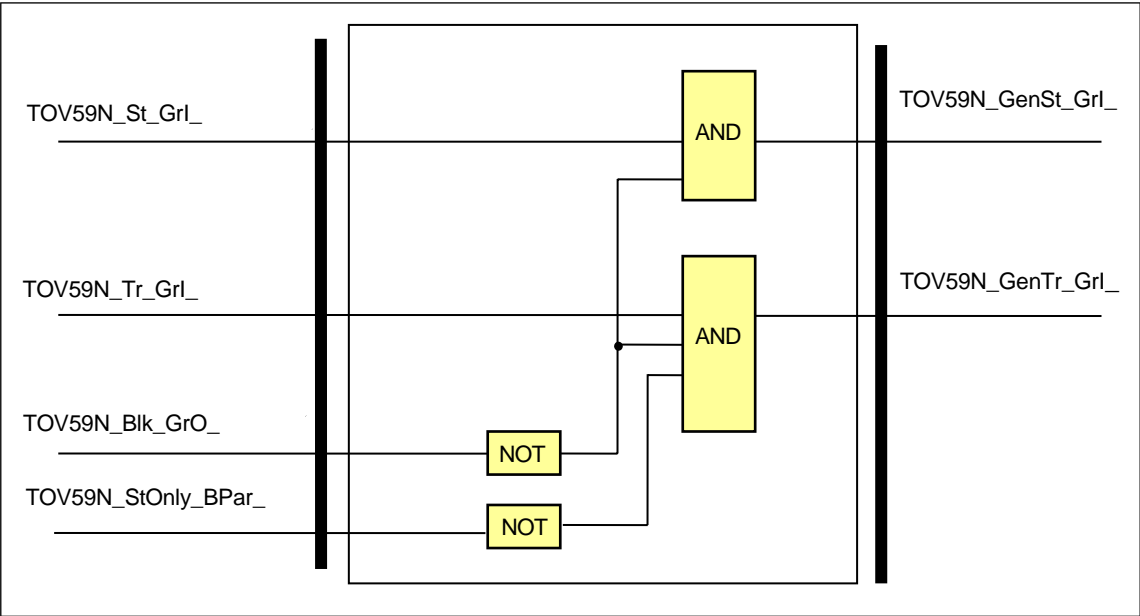 TOV59N_St_GrI_
AND
TOV59N_GenSt_GrI_
TOV59N_Tr_GrI_
AND
TOV59N_GenTr_GrI_
TOV59N_Blk_GrO_
NOT
TOV59N_StOnly_BPar_
NOT